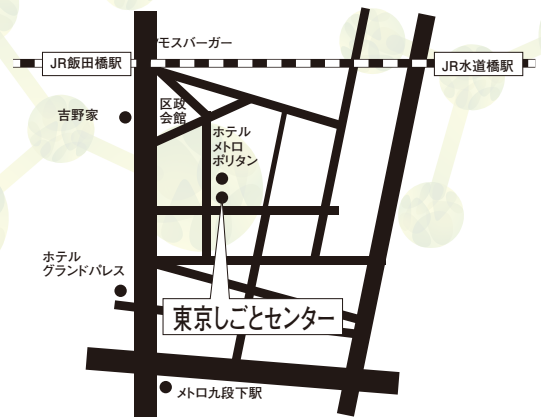 モスバーガー
JR飯田橋駅
JR水道橋駅
吉野家
区政
会館
ホテル
メトロ
ポリタン
ホテル
グランドパレス
東京しごとセンター
メトロ九段下駅